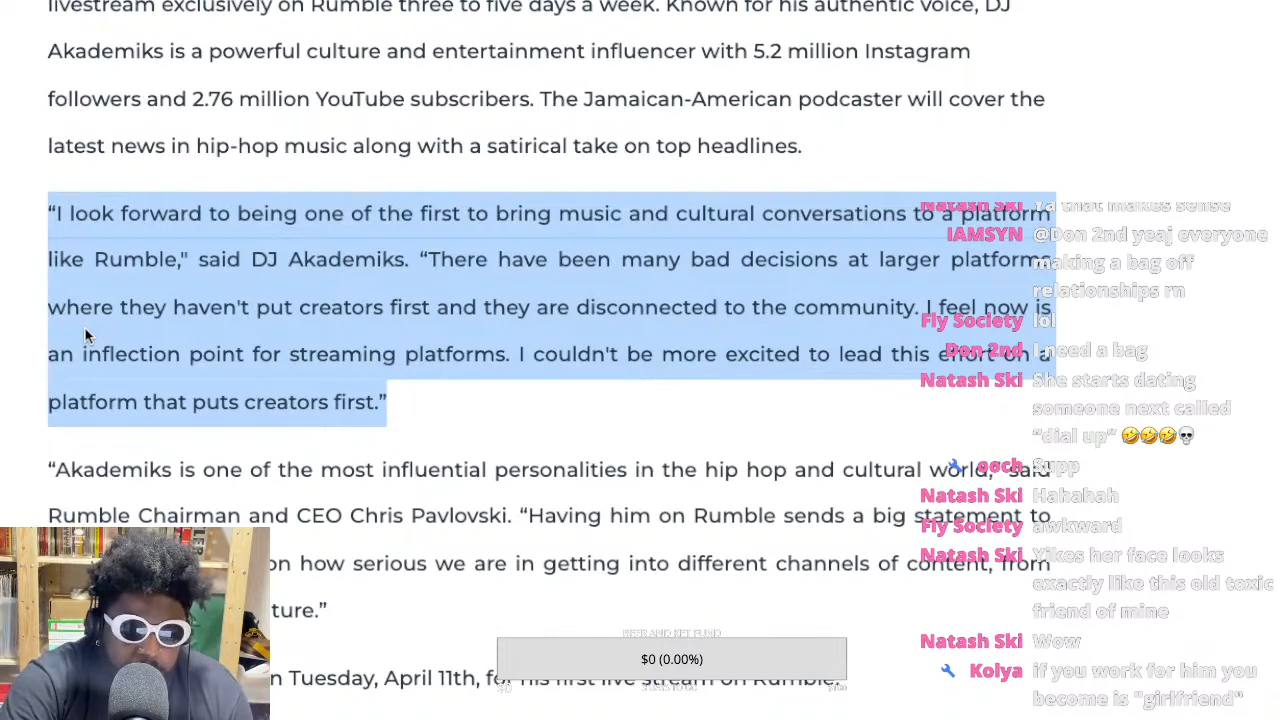 livestream exclusively on Rumble three to five days a week. Known for his authentic voice, DJ
Akademiks is a powerful culture and entertainment influencer with 5.2 million Instagram
followers and 2.76 million YouTube subscribers. The Jamaican-American podcaster will cover the
latest news in hip-hop music along with a satirical take on top headlines.
“I look forward to being one of the first to bring music and cultural conversations to a platform
like Rumble," said DJ Akademiks. “There have been many bad decisions at larger platforms
where they haven't put creators first and they are disconnected to the community. I feel now is
an inflection point for streaming platforms. I couldn't be more excited to lead this effort on a
platform that puts creators first.”
“Akademiks is one of the most influential personalities in the hip hop and cultural world,” said
Rumble Chairman and CEO Chris Pavlovski. “Having him on Rumble sends a big statement to
on how serious we are in getting into different channels of content, from
ture.”
n Tuesday, April 11th, for his first live stream on Rumble.
Natash Ski Ya that makes sense
IAMSYN @Don 2nd yeaj everyone
making a bag off
relationships rn
Fly Society lol
Don 2nd I need a bag
Natash Ski She starts dating
someone next called
“dial up” 🤣🤣🤣💀
ooch Supp
Natash Ski Hahahah
Fly Society awkward
Natash Ski Yikes her face looks
exactly like this old toxic
friend of mine
Natash Ski Wow
Kolya if you work for him you
become is "girlfriend"
$0 (0.00%)
$0